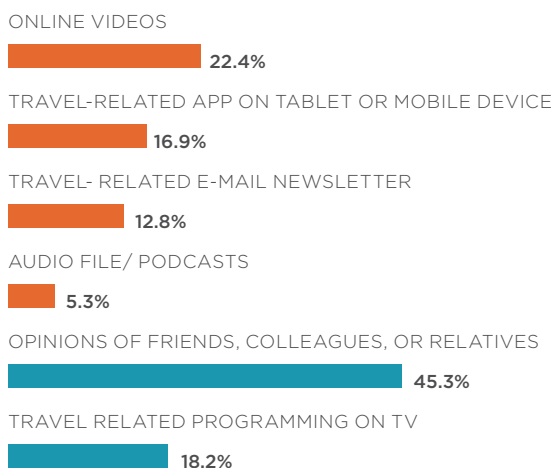 ONLINE VIDEOS
22.4%
TRAVEL-RELATED APP ON TABLET OR MOBILE DEVICE
16.9%
TRAVEL- RELATED E-MAIL NEWSLETTER
12.8%
AUDIO FILE/ PODCASTS
5.3%
OPINIONS OF FRIENDS, COLLEAGUES, OR RELATIVES
45.3%
TRAVEL RELATED PROGRAMMING ON TV
18.2%